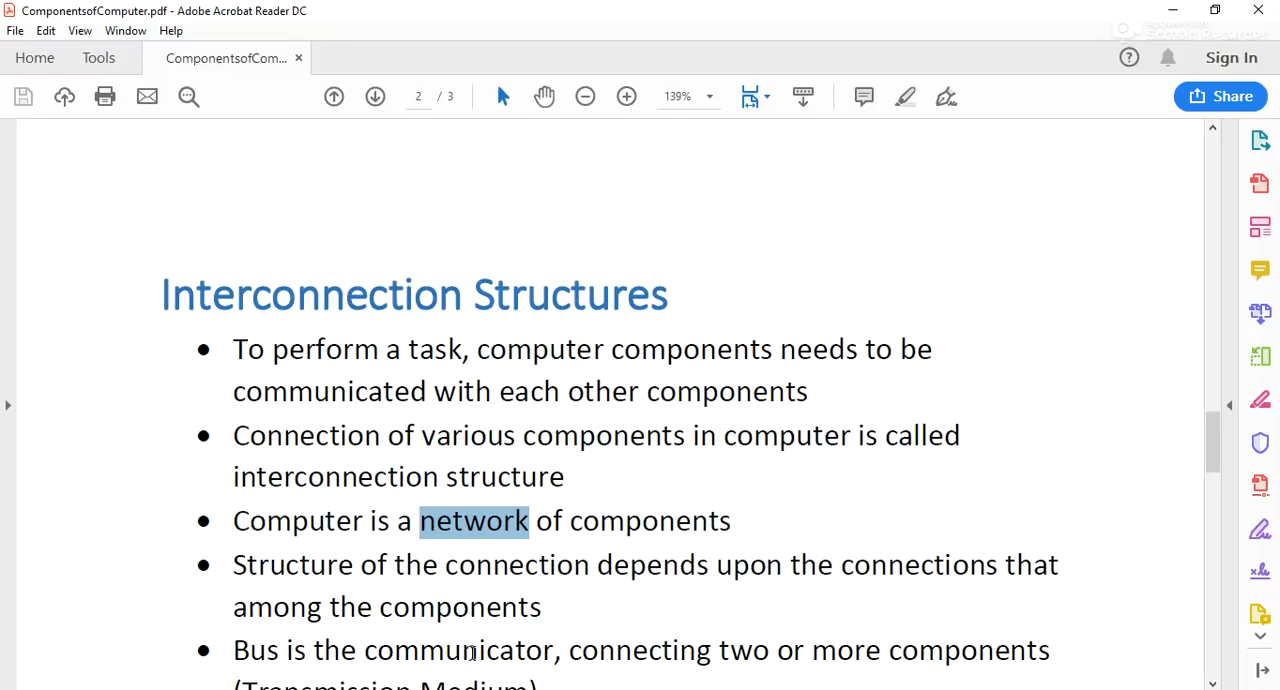 ComponentsofComputer.pdf - Adobe Acrobat Reader DC
File Edit View Window Help
Home Tools ComponentsofCom... × Sign In
2 / 3 139% Share
Interconnection Structures
• To perform a task, computer components needs to be
communicated with each other components
• Connection of various components in computer is called
interconnection structure
• Computer is a network of components
• Structure of the connection depends upon the connections that
among the components
• Bus is the communicator, connecting two or more components
(Transmission Medium)